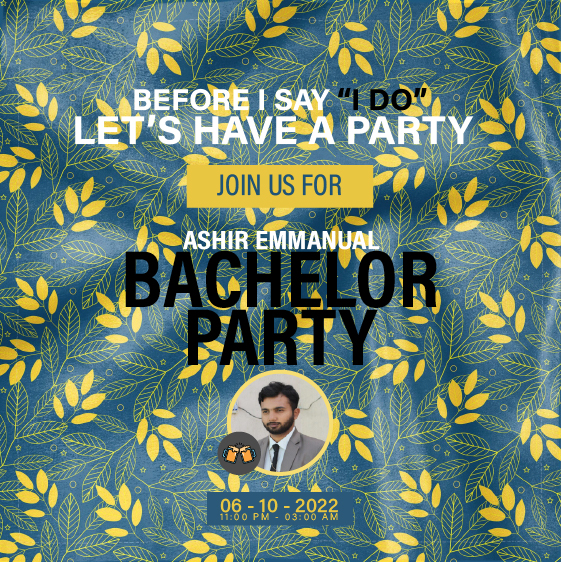 BEFORE I SAY “I DO”
LET’S HAVE A PARTY
JOIN US FOR
ASHIR EMMANUAL
BACHELOR
PARTY
06 - 10 - 2022
11:00 PM - 03:00 AM